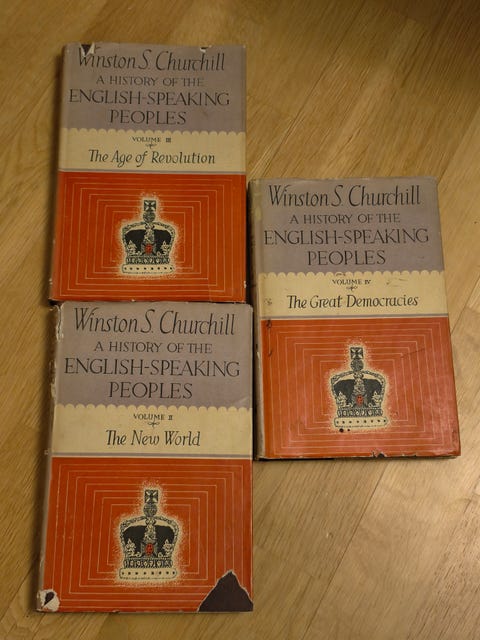 Winston S. Churchill
A HISTORY OF THE
ENGLISH-SPEAKING
PEOPLES
VOLUME III
The Age of Revolution
Winston S. Churchill
A HISTORY OF THE
ENGLISH-SPEAKING
PEOPLES
VOLUME IV
The Great Democracies
Winston S. Churchill
A HISTORY OF THE
ENGLISH-SPEAKING
PEOPLES
VOLUME II
The New World